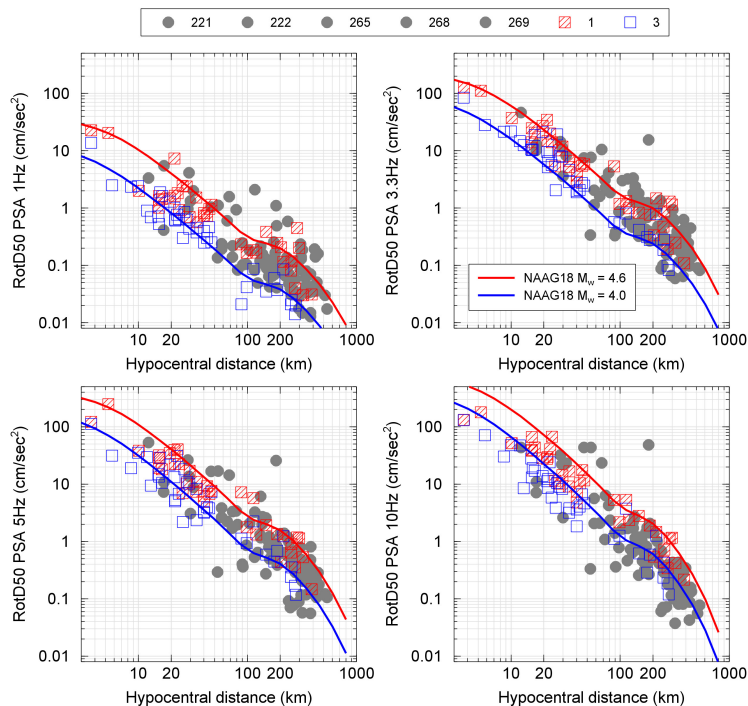 221 222 265 268 269 1 3
RotD50 PSA 1Hz (cm/sec²)
100
10
1
0.1
0.01
10 20 100 200 1000
Hypocentral distance (km)
RotD50 PSA 3.3Hz (cm/sec²)
100
10
1
0.1
0.01
NAAG18 Mw = 4.6
NAAG18 Mw = 4.0
10 20 100 200 1000
Hypocentral distance (km)
RotD50 PSA 5Hz (cm/sec²)
100
10
1
0.1
0.01
10 20 100 200 1000
Hypocentral distance (km)
RotD50 PSA 10Hz (cm/sec²)
100
10
1
0.1
0.01
10 20 100 200 1000
Hypocentral distance (km)